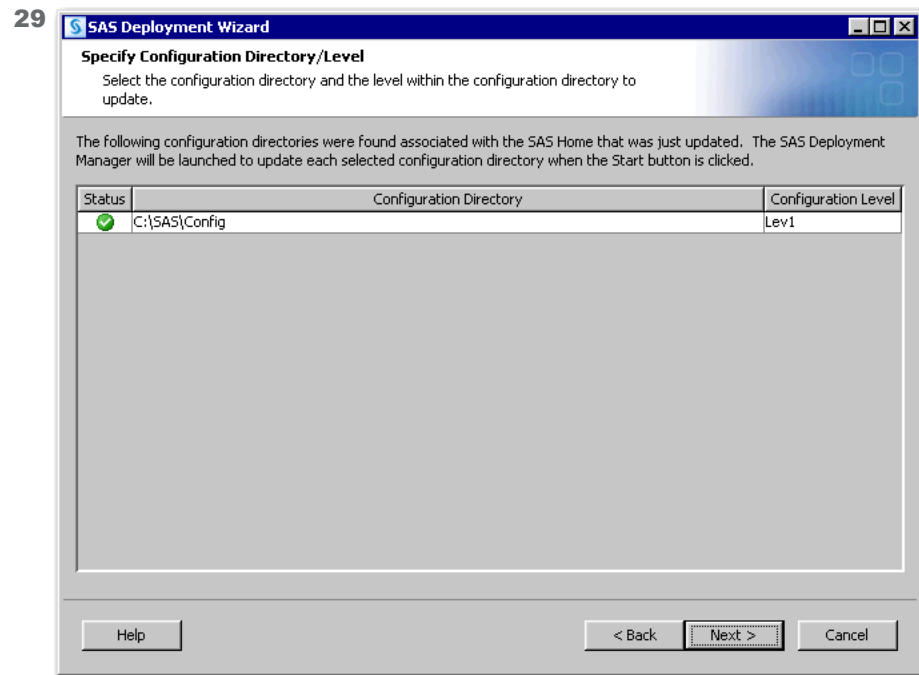 29
SAS Deployment Wizard
Specify Configuration Directory/Level
Select the configuration directory and the level within the configuration directory to
update.
The following configuration directories were found associated with the SAS Home that was just updated. The SAS Deployment
Manager will be launched to update each selected configuration directory when the Start button is clicked.
Status Configuration Directory Configuration Level
C:\SAS\Config Lev1
Help < Back Next > Cancel